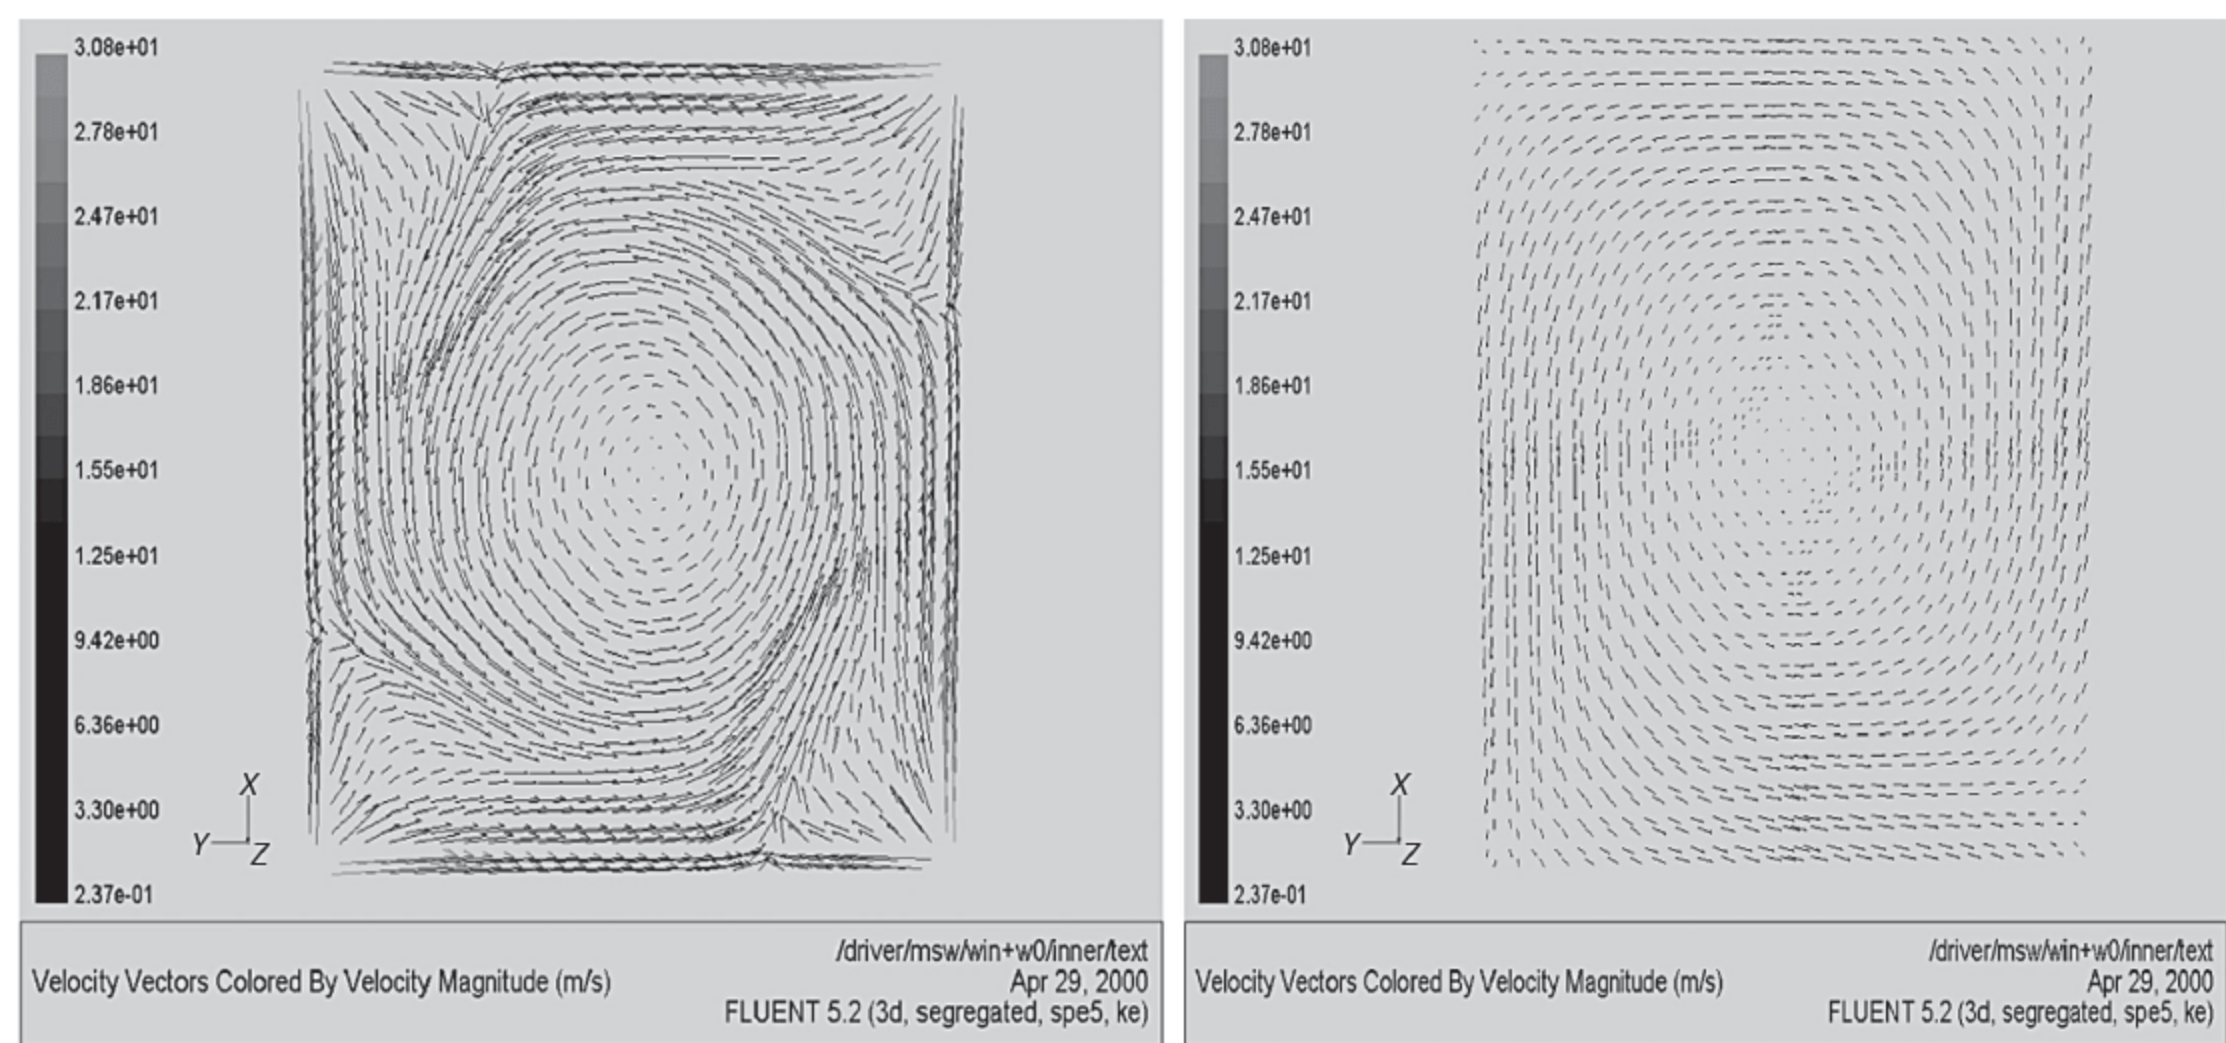 3.08e+01
2.78e+01
2.47e+01
2.17e+01
1.86e+01
1.55e+01
1.25e+01
9.42e+00
6.36e+00
3.30e+00
2.37e-01
X
Y
Z
/driver/msw/win+w0/inner/text
Velocity Vectors Colored By Velocity Magnitude (m/s)
Apr 29, 2000
FLUENT 5.2 (3d, segregated, spe5, ke)
3.08e+01
2.78e+01
2.47e+01
2.17e+01
1.86e+01
1.55e+01
1.25e+01
9.42e+00
6.36e+00
3.30e+00
2.37e-01
X
Y
Z
/driver/msw/win+w0/inner/text
Velocity Vectors Colored By Velocity Magnitude (m/s)
Apr 29, 2000
FLUENT 5.2 (3d, segregated, spe5, ke)